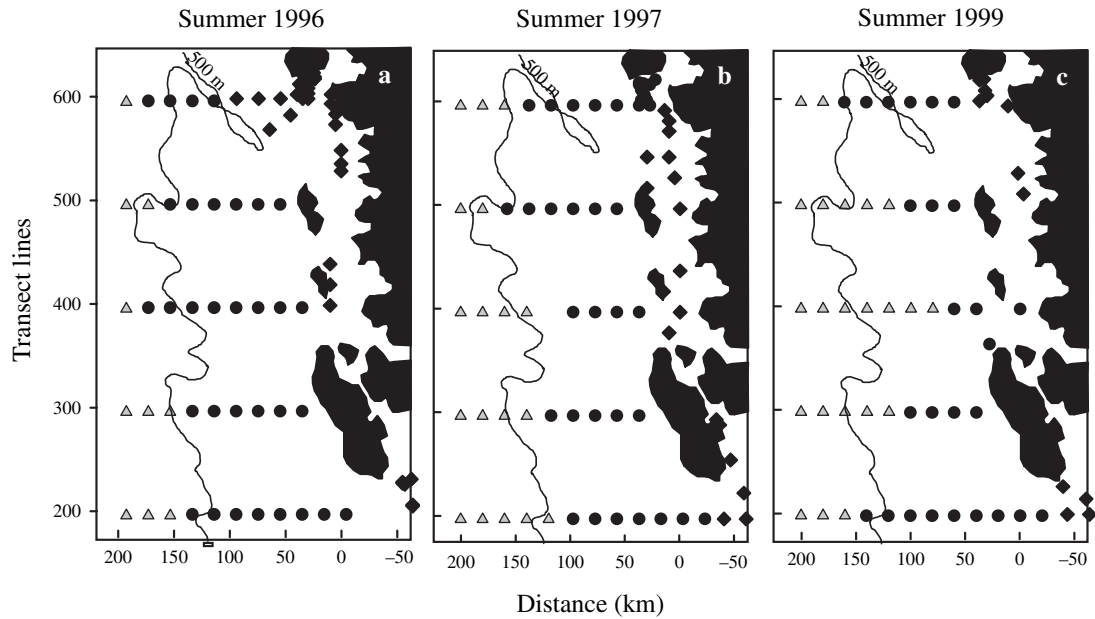 Summer 1996
Summer 1997
Summer 1999
500 m
a
500 m
b
500 m
c
Transect lines
600
500
400
300
200
200 150 100 50 0 −50
200 150 100 50 0 −50
200 150 100 50 0 −50
Distance (km)